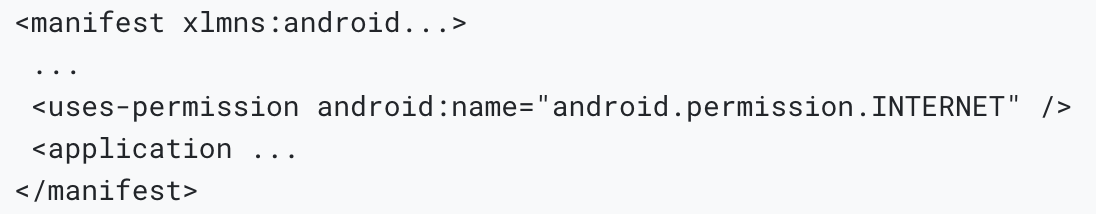 <manifest xlmns:android...>
...
<uses-permission android:name="android.permission.INTERNET" />
<application ...
</manifest>